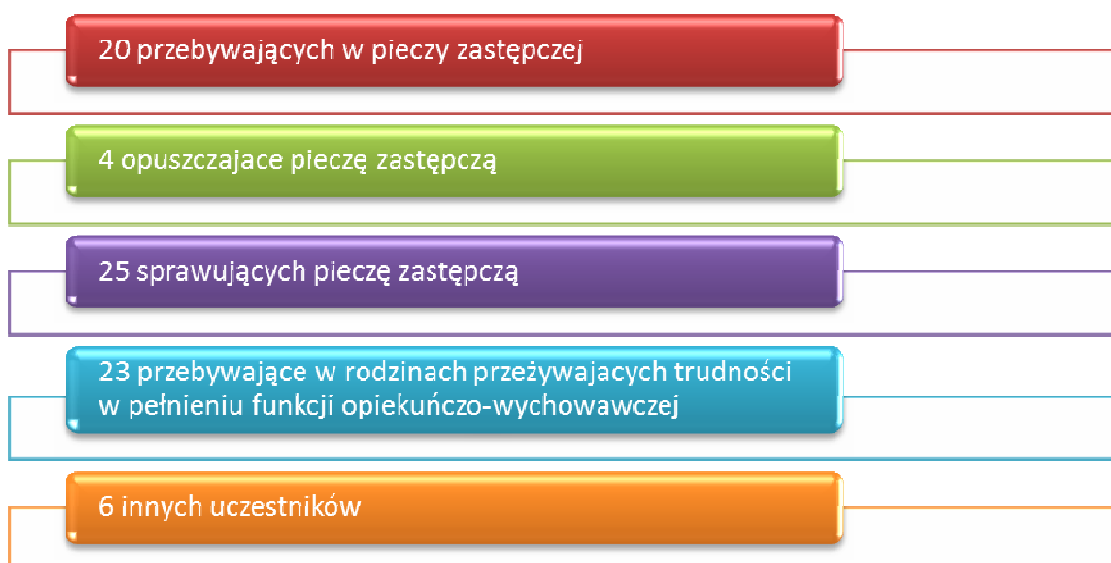 20 przebywających w pieczy zastępczej
4 opuszczajace pieczę zastępczą
25 sprawujących pieczę zastępczą
23 przebywające w rodzinach przeżywajacych trudności
w pełnieniu funkcji opiekuńczo-wychowawczej
6 innych uczestników